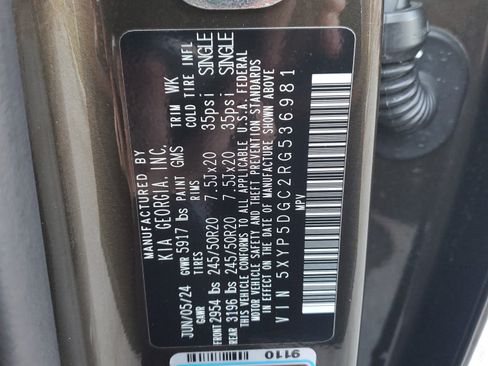 MANUFACTURED BY
KIA GEORGIA, INC.
JUN/05/24 GVWR 5917 lbs PAINT GMS TRIM WK
GAWR TIRES RIMS COLD TIRE INFL
FRONT 2954 lbs 245/50R20 7.5Jx20 35psi SINGLE
REAR 3196 lbs 245/50R20 7.5Jx20 35psi SINGLE
THIS VEHICLE CONFORMS TO ALL APPLICABLE U.S.A. FEDERAL
MOTOR VEHICLE SAFETY AND THEFT PREVENTION STANDARDS
IN EFFECT ON THE DATE OF MANUFACTURE SHOWN ABOVE
VIN 5XYP5DGC2RG536981
MPV
9110